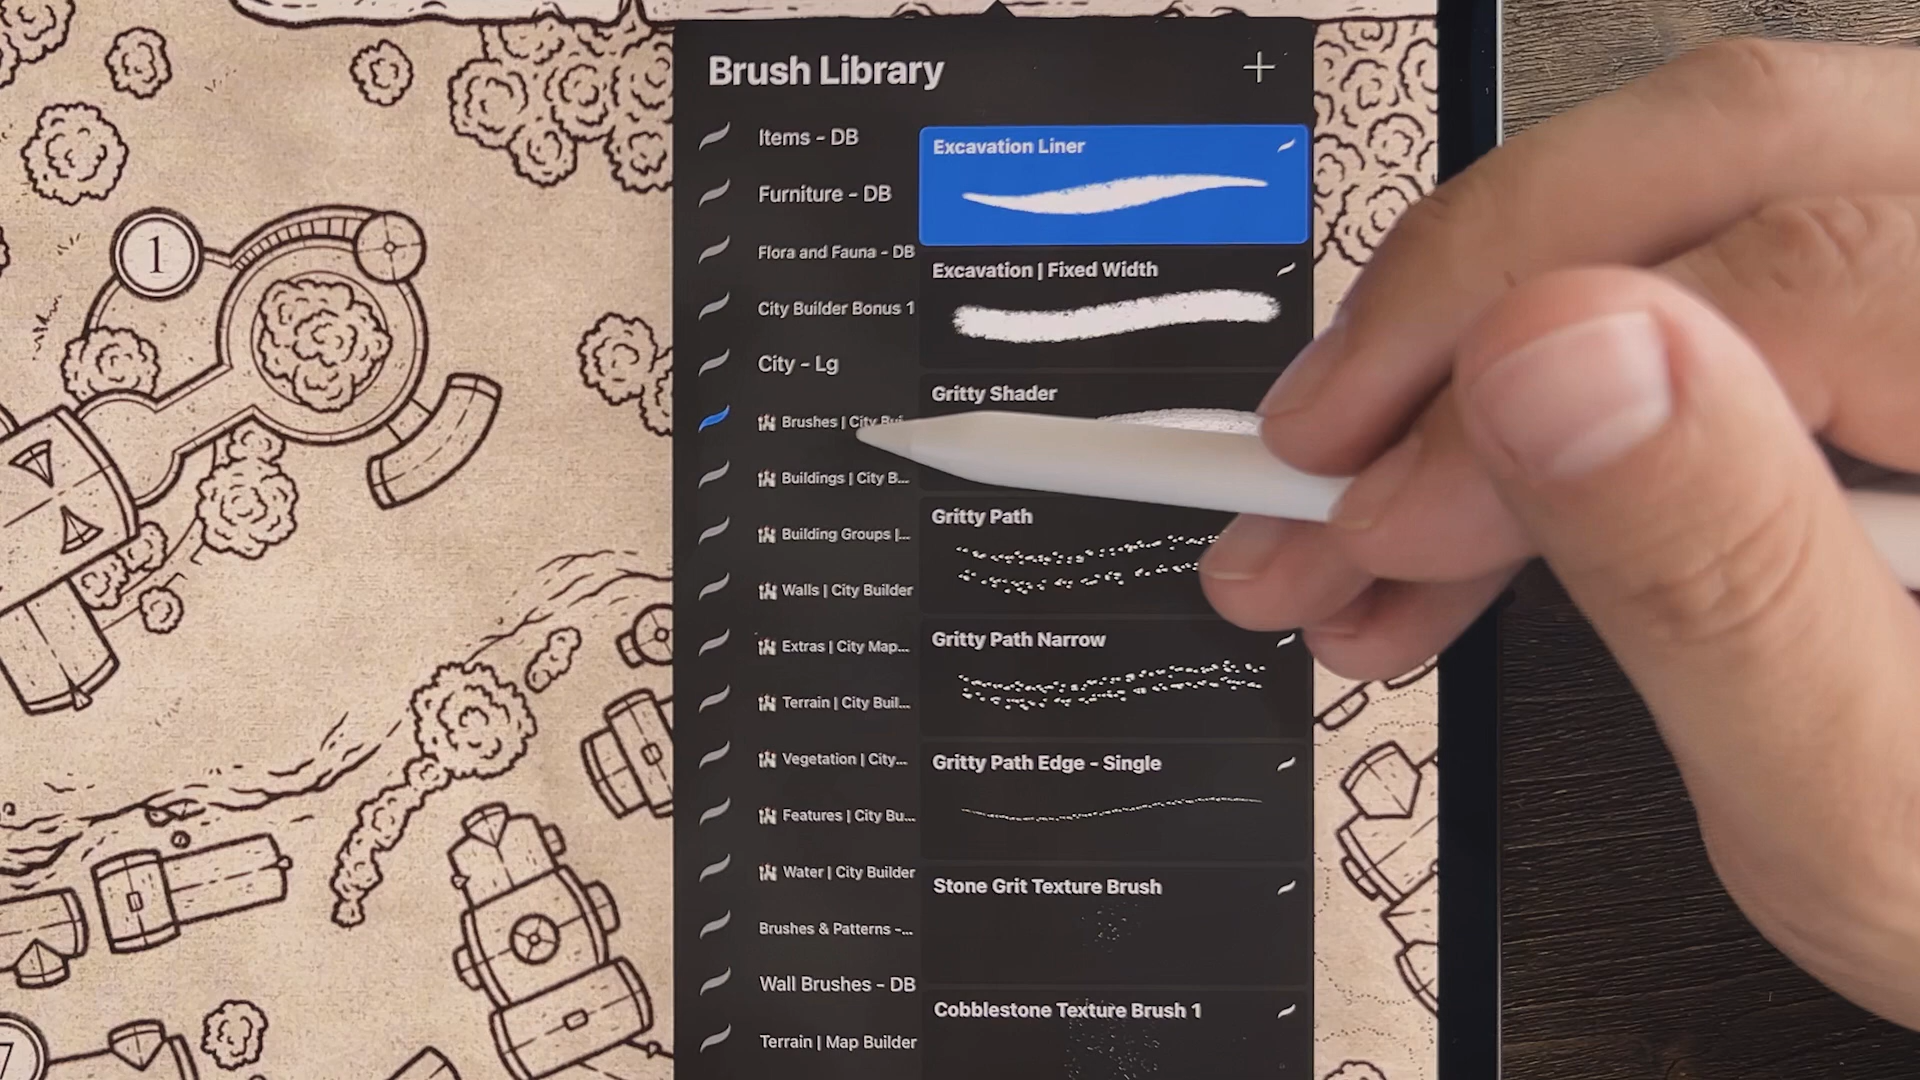 Brush Library
Items - DB
Furniture - DB
Flora and Fauna - DB
City Builder Bonus 1
City - Lg
Brushes | City Bui...
Buildings | City B...
Building Groups |...
Walls | City Builder
Extras | City Map...
Terrain | City Buil...
Vegetation | City...
Features | City Bu...
Water | City Builder
Brushes & Patterns -...
Wall Brushes - DB
Terrain | Map Builder
Excavation Liner
Excavation | Fixed Width
Gritty Shader
Gritty Path
Gritty Path Narrow
Gritty Path Edge - Single
Stone Grit Texture Brush
Cobblestone Texture Brush 1
1
7